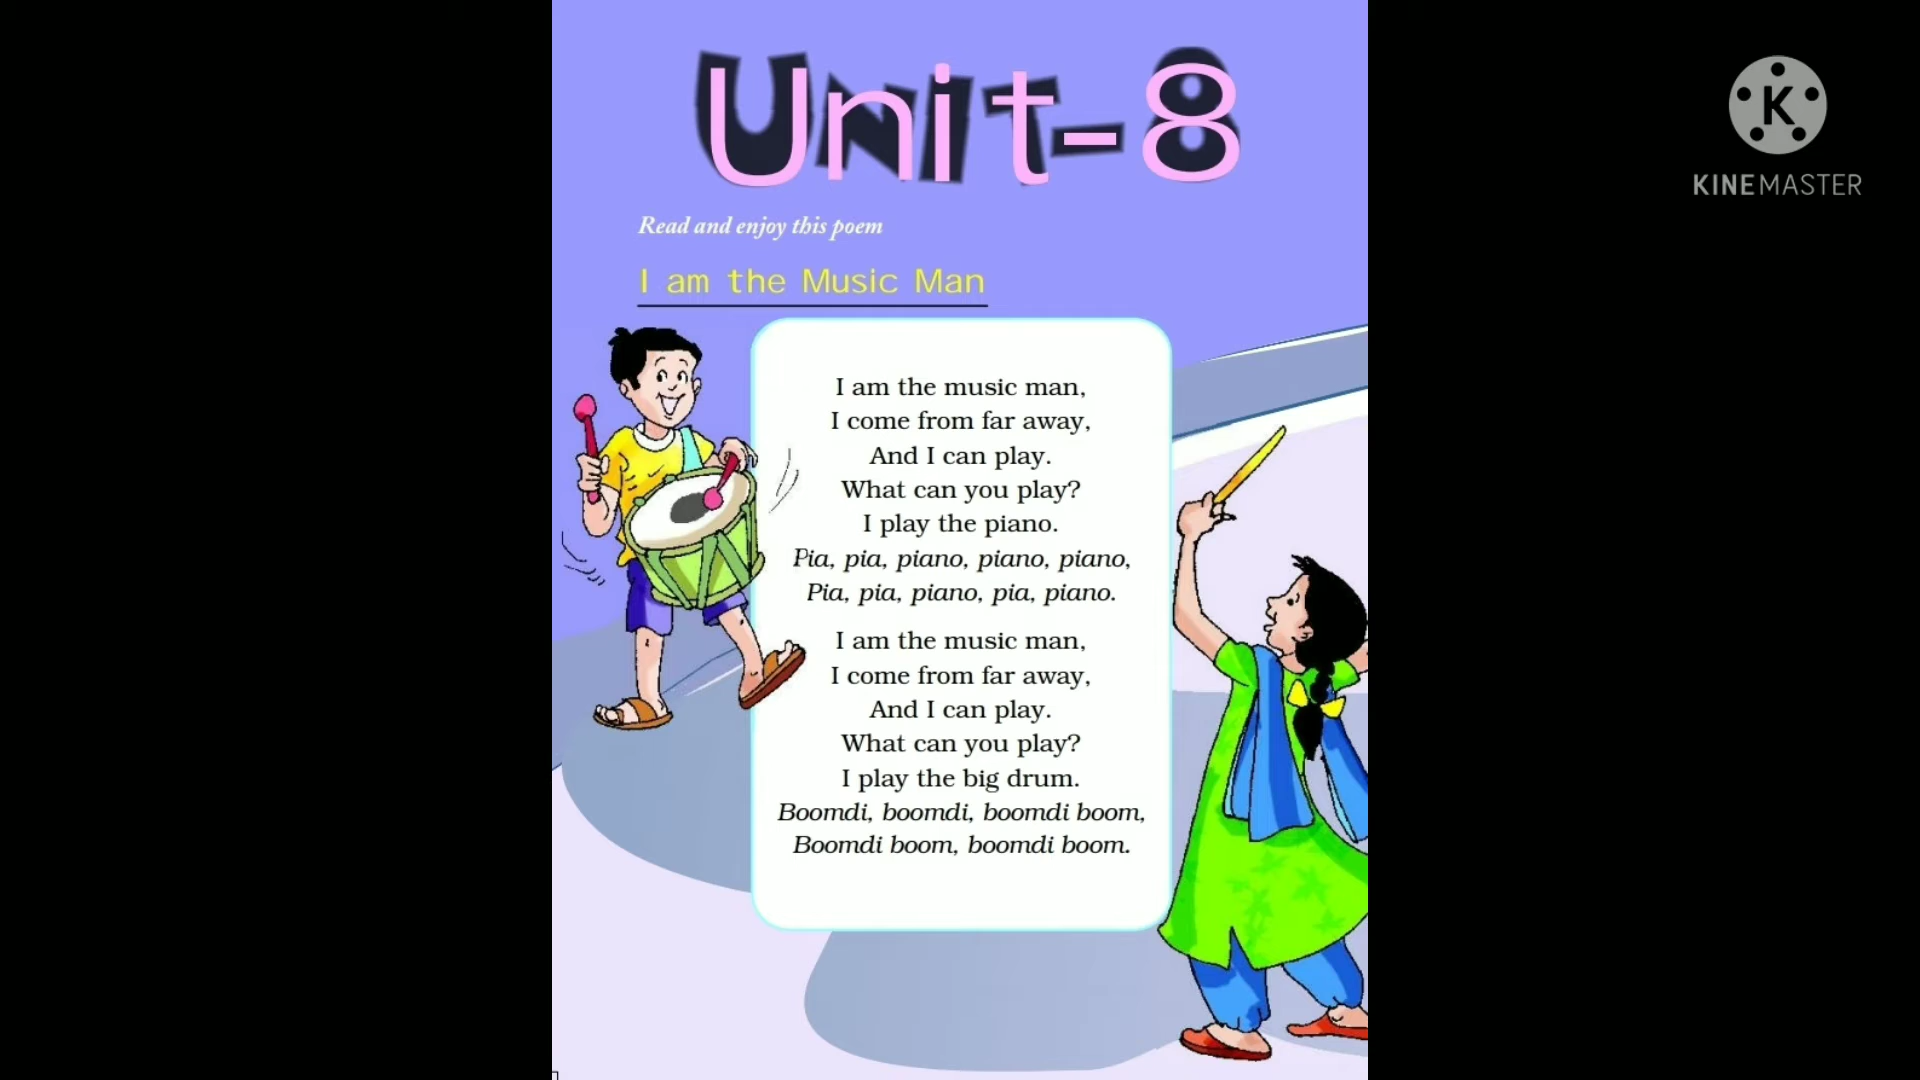 Unit-8
Read and enjoy this poem
I am the Music Man
I am the music man,
I come from far away,
And I can play.
What can you play?
I play the piano.
Pia, pia, piano, piano, piano,
Pia, pia, piano, pia, piano.
I am the music man,
I come from far away,
And I can play.
What can you play?
I play the big drum.
Boomdi, boomdi, boomdi boom,
Boomdi boom, boomdi boom.
K
KINEMASTER